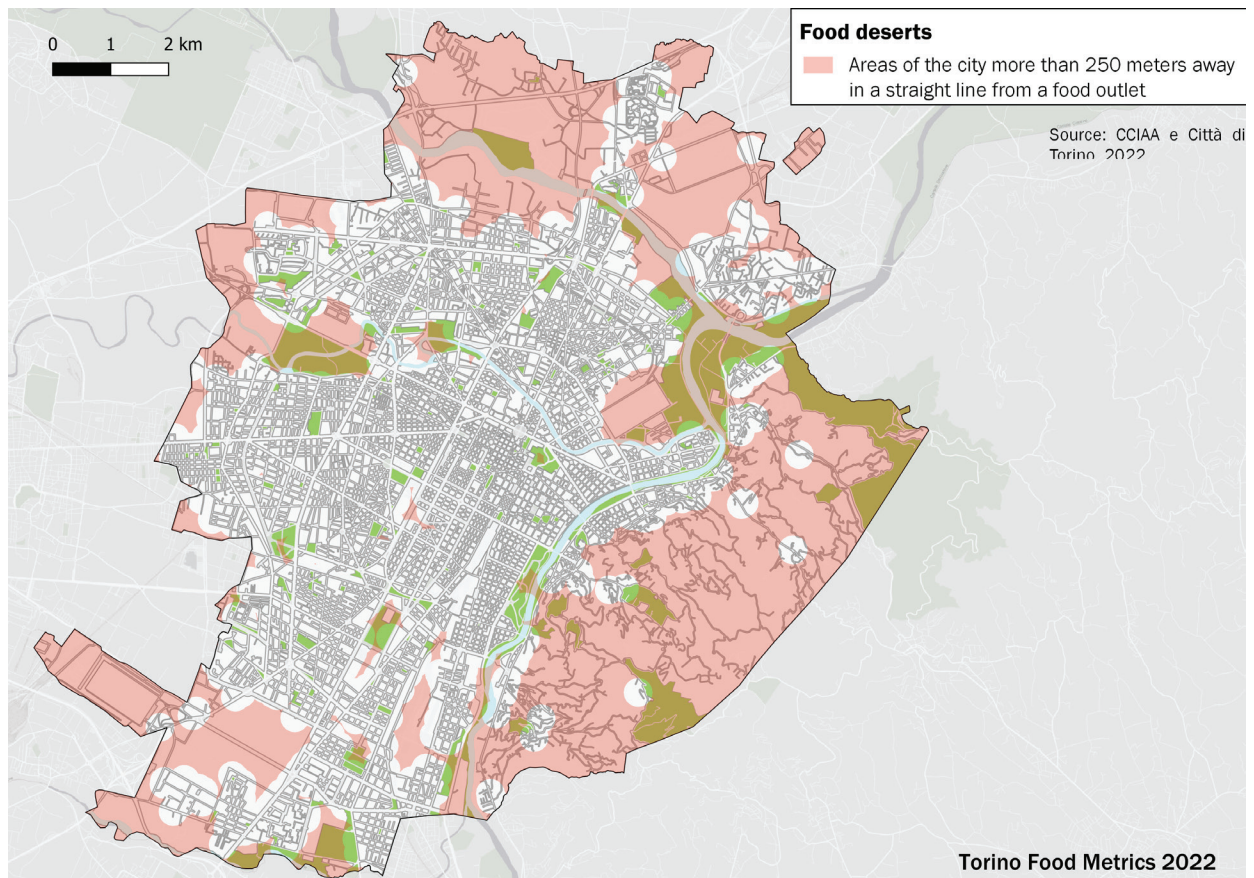 0 1 2 km
Food deserts
Areas of the city more than 250 meters away
in a straight line from a food outlet
Source: CCIAA e Città di
Torino, 2022
Torino Food Metrics 2022